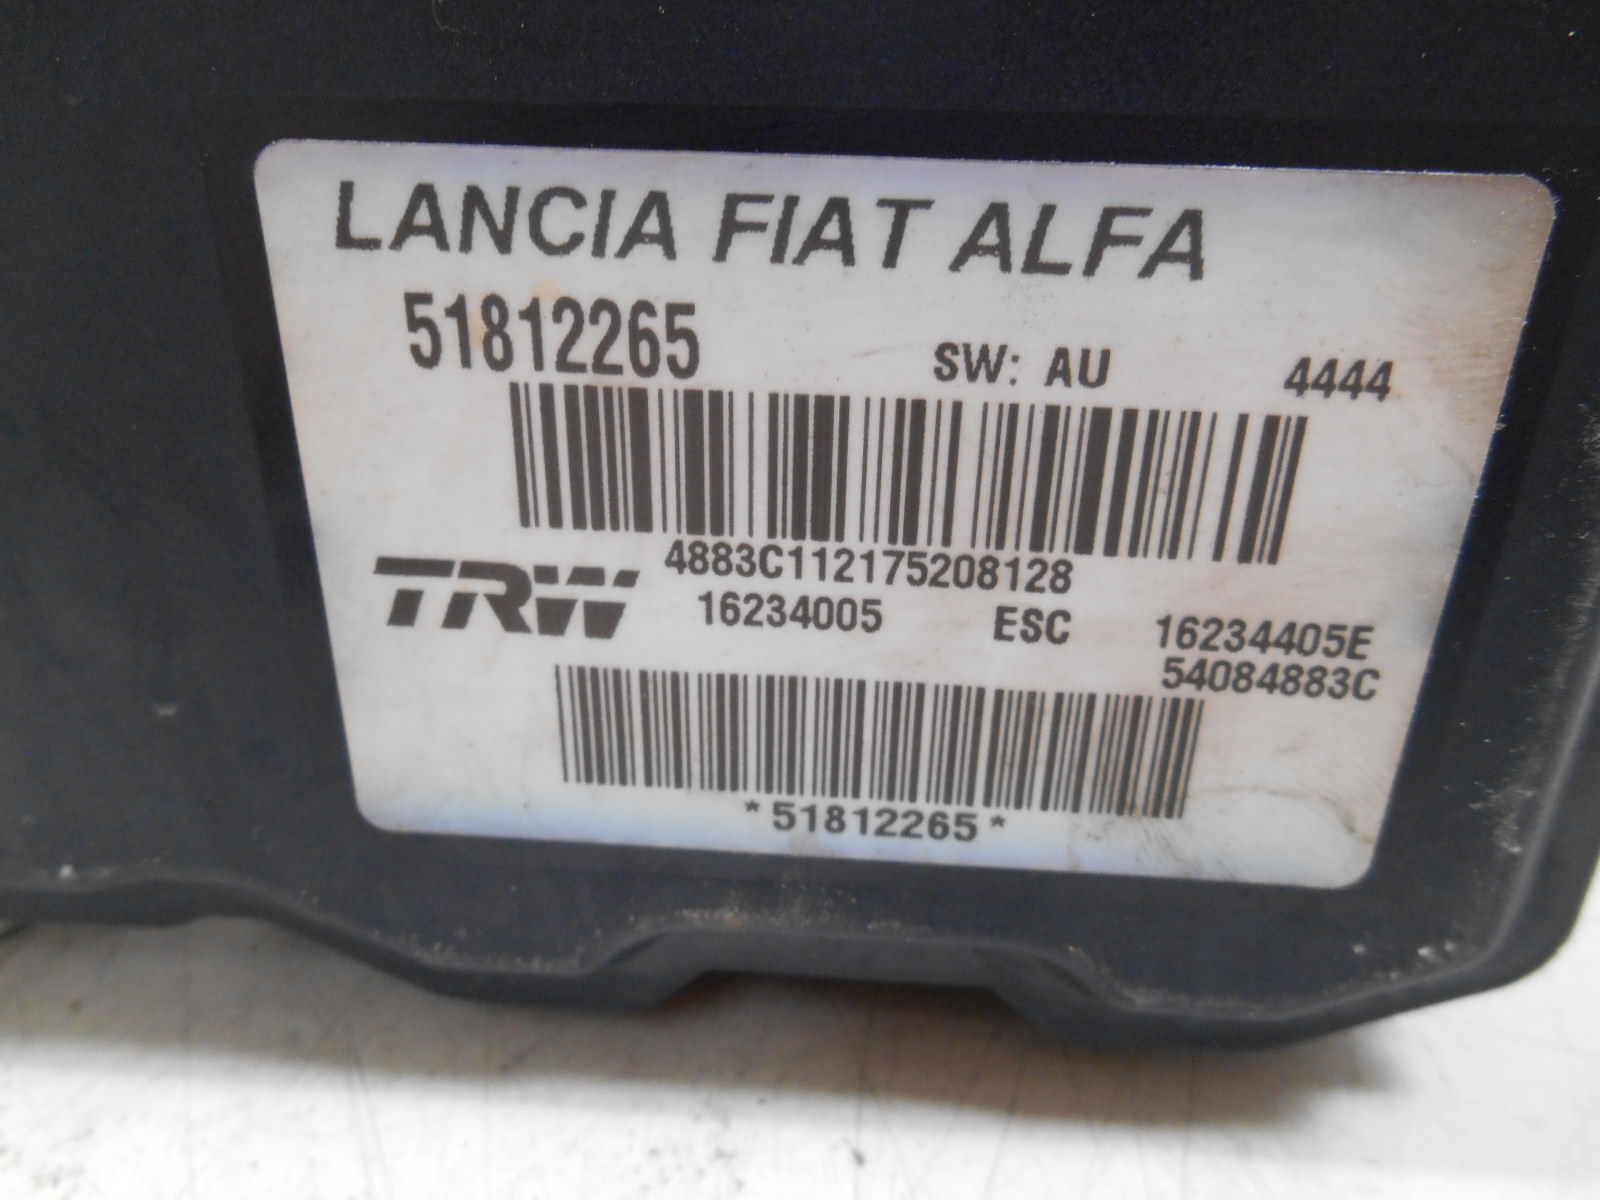 LANCIA FIAT ALFA
51812265 SW: AU 4444
4883C112175208128
TRW 16234005 ESC 16234405E
54084883C
*51812265*